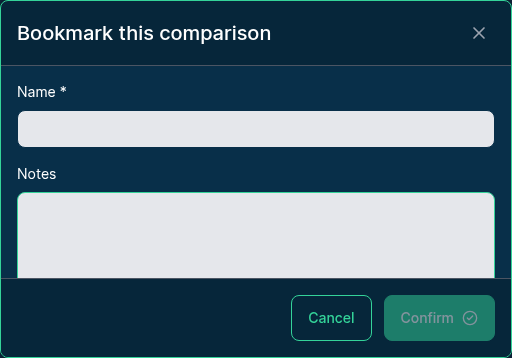 Bookmark this comparison
Name *
Notes
Cancel
Confirm